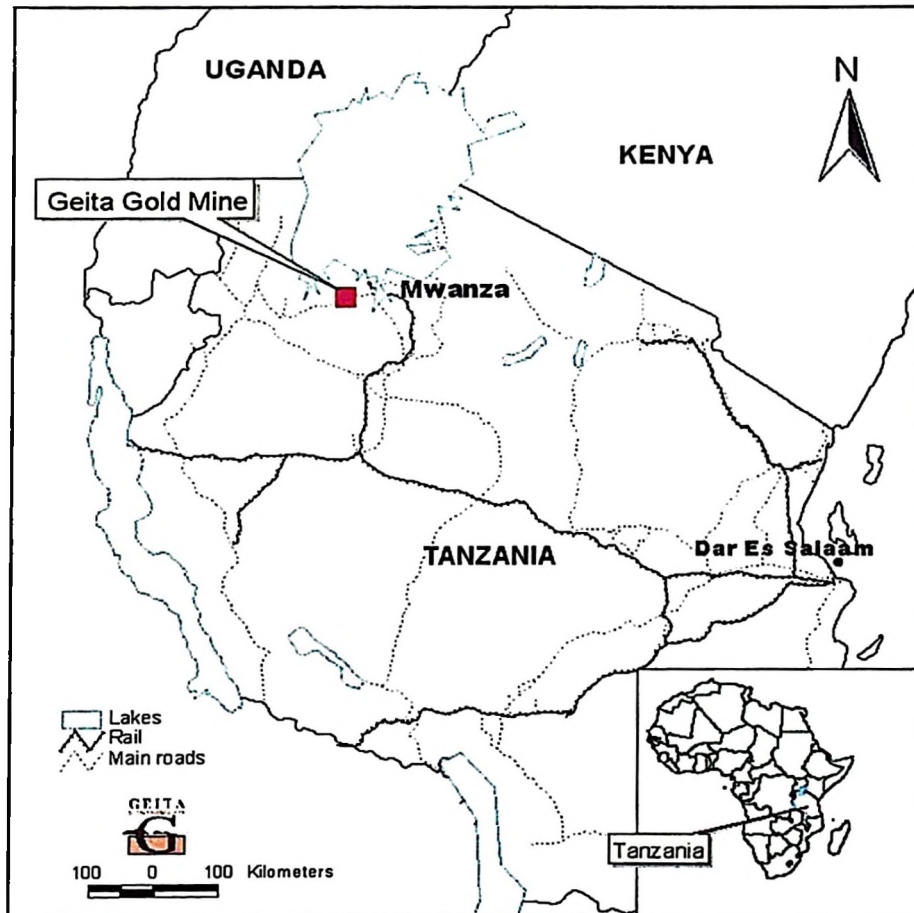 UGANDA
N
KENYA
Geita Gold Mine
Mwanza
TANZANIA
Dar Es Salaam
Lakes
Rail
Main roads
GEITA
G
100 0 100 Kilometers
Tanzania